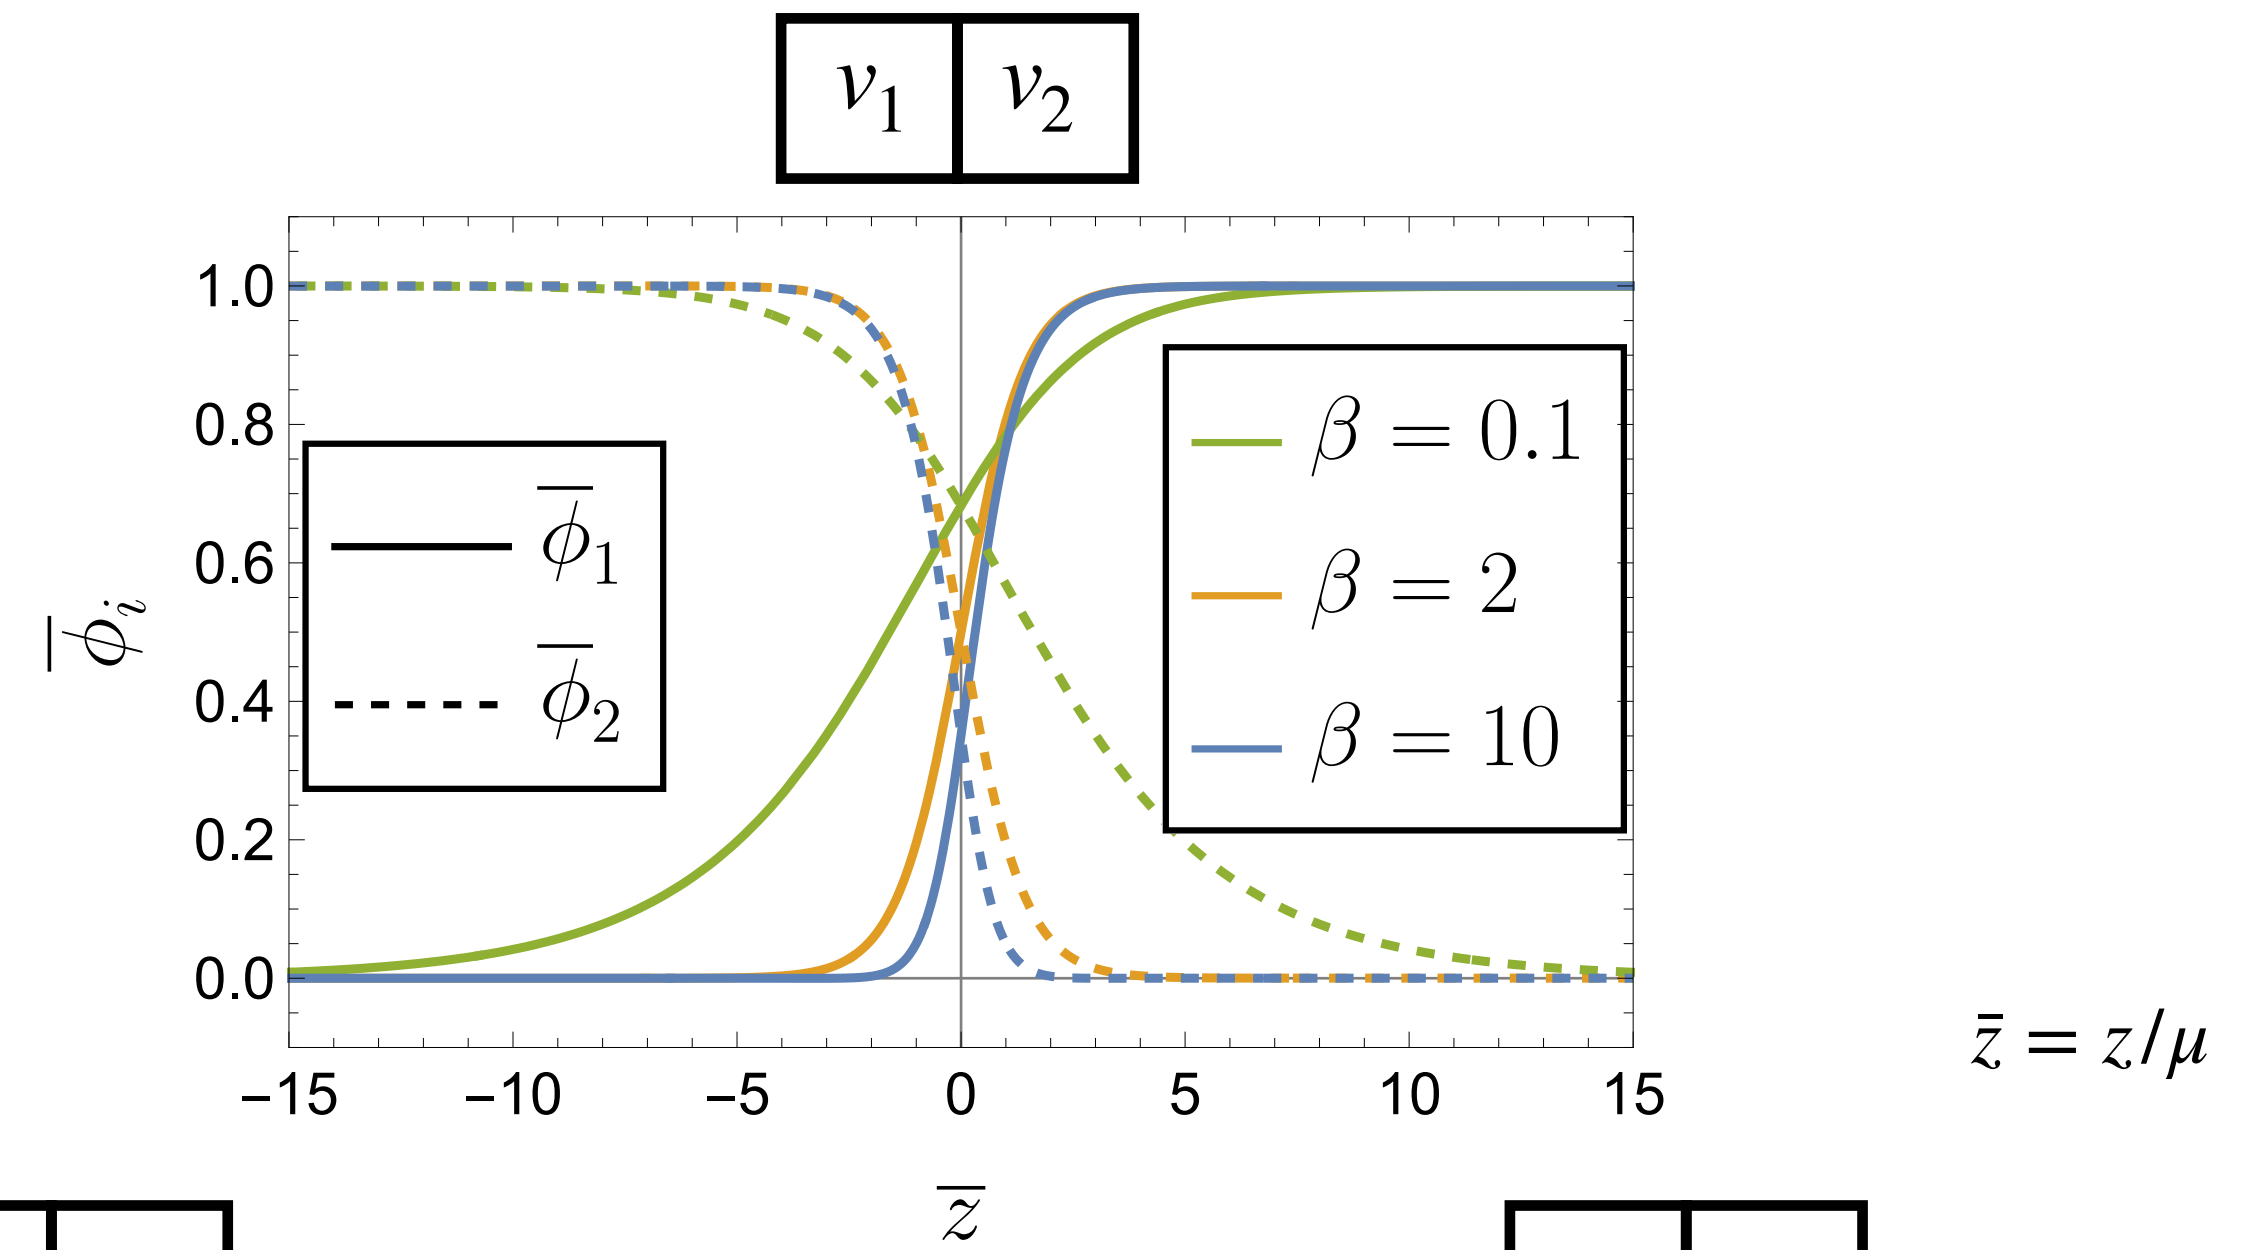 v₁ v₂
1.0
0.8
0.6
0.4
0.2
0.0
ϕ̅ᵢ
ϕ̅₁
ϕ̅₂
β = 0.1
β = 2
β = 10
−15 −10 −5 0 5 10 15
z̅
z̄ = z/μ